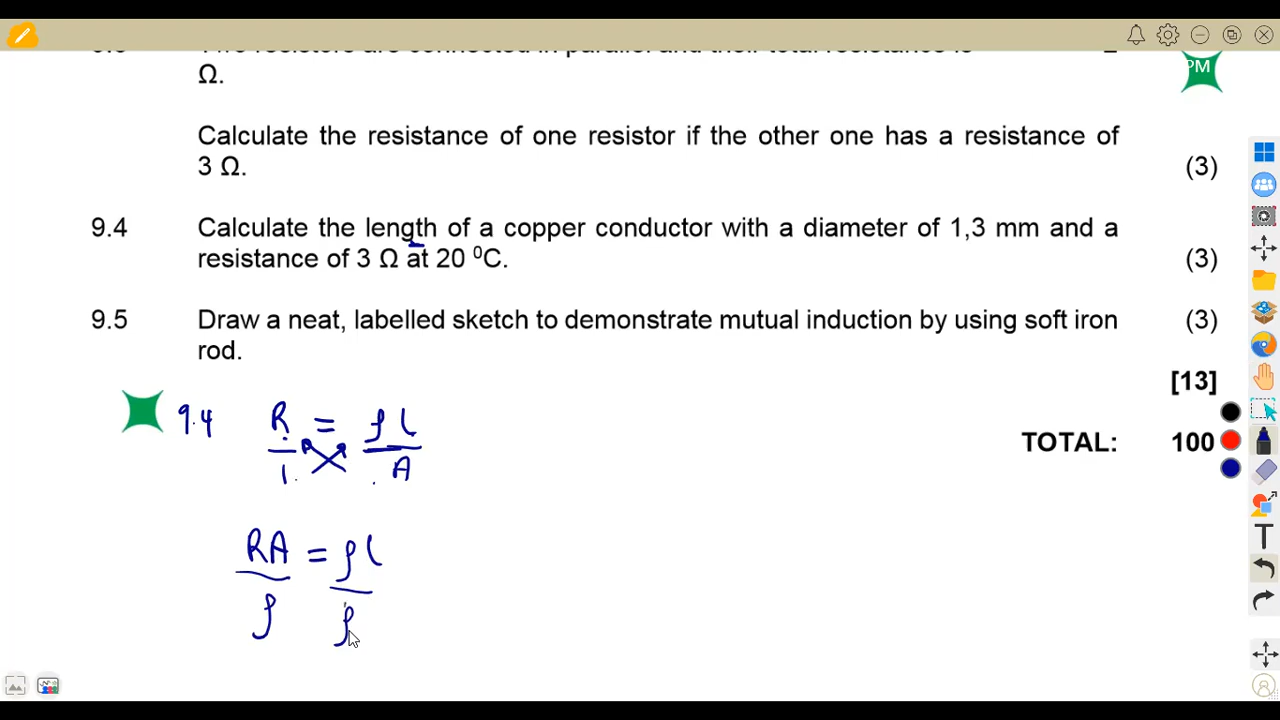 PM
Ω.
Calculate the resistance of one resistor if the other one has a resistance of
3 Ω. (3)
9.4 Calculate the length of a copper conductor with a diameter of 1,3 mm and a
resistance of 3 Ω at 20 ⁰C. (3)
9.5 Draw a neat, labelled sketch to demonstrate mutual induction by using soft iron (3)
rod.
[13]
TOTAL: 100
9.4 R = ρl
1 A
RA = ρl
ρ ρ
T